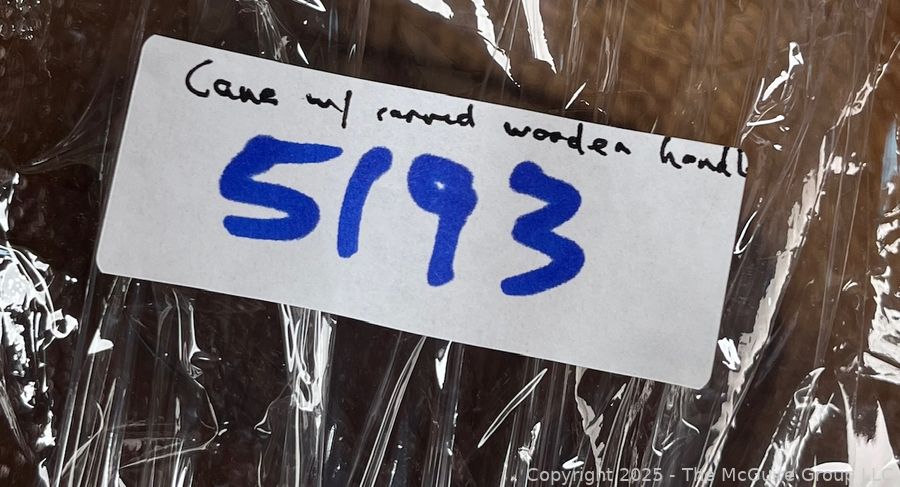 Cane w/ carved wooden handl
5193
Copyright 2025 - The McGuire Group LLC